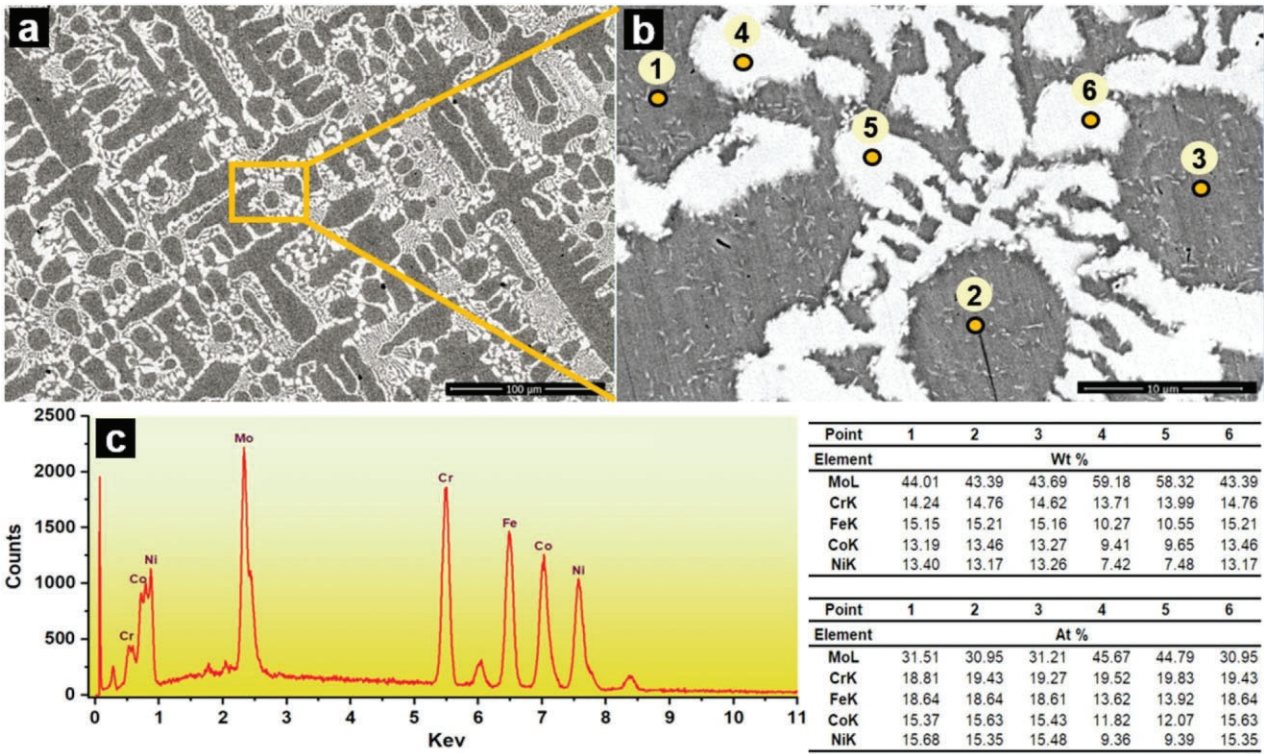 a
100 µm
b
4
1
6
5
3
2
10 µm
c
2500
2000
1500
1000
500
0
Counts
Cr
Co
Ni
Mo
Cr
Fe
Co
Ni
0 1 2 3 4 5 6 7 8 9 10 11
Kev
Point 1 2 3 4 5 6
Element Wt %
MoL 44.01 43.39 43.69 59.18 58.32 43.39
CrK 14.24 14.76 14.62 13.71 13.99 14.76
FeK 15.15 15.21 15.16 10.27 10.55 15.21
CoK 13.19 13.46 13.27 9.41 9.65 13.46
NiK 13.40 13.17 13.26 7.42 7.48 13.17
Point 1 2 3 4 5 6
Element At %
MoL 31.51 30.95 31.21 45.67 44.79 30.95
CrK 18.81 19.43 19.27 19.52 19.83 19.43
FeK 18.64 18.64 18.61 13.62 13.92 18.64
CoK 15.37 15.63 15.43 11.82 12.07 15.63
NiK 15.68 15.35 15.48 9.36 9.39 15.35